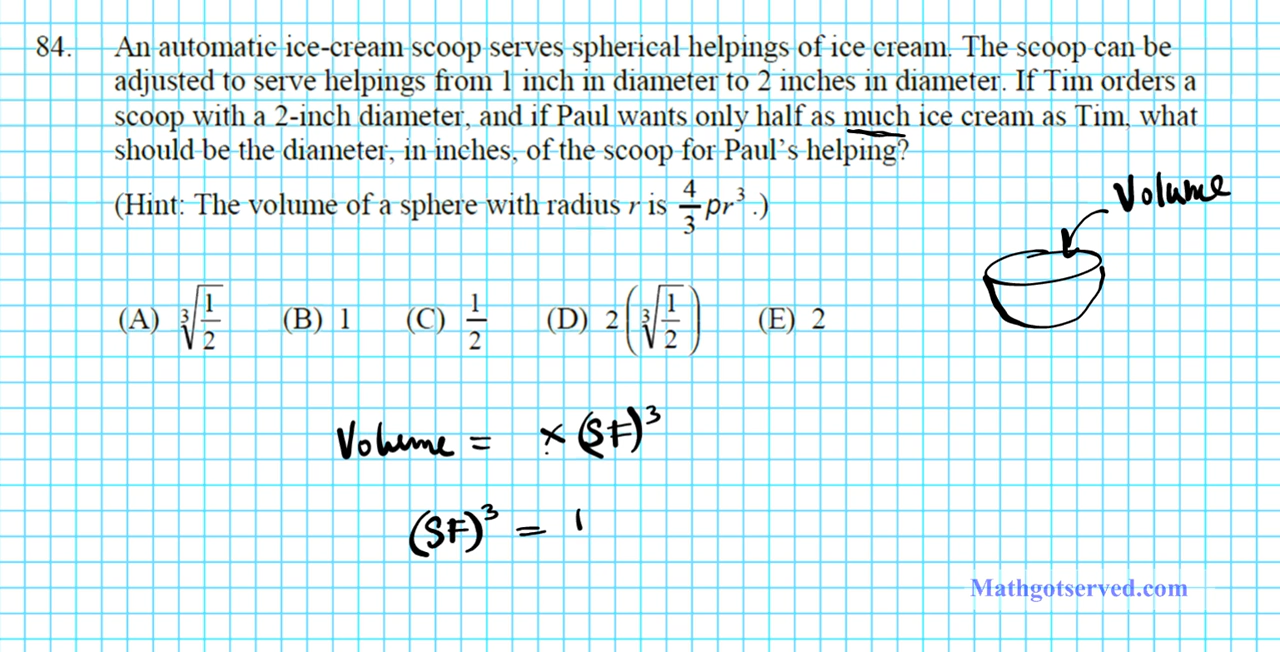 84. An automatic ice-cream scoop serves spherical helpings of ice cream. The scoop can be
adjusted to serve helpings from 1 inch in diameter to 2 inches in diameter. If Tim orders a
scoop with a 2-inch diameter, and if Paul wants only half as much ice cream as Tim, what
should be the diameter, in inches, of the scoop for Paul's helping?
Volume
(Hint: The volume of a sphere with radius r is 4/3 pr³.)
(A) ∛(1/2) (B) 1 (C) 1/2 (D) 2(∛(1/2)) (E) 2
Volume = × (SF)³
(SF)³ = 1
Mathgotserved.com